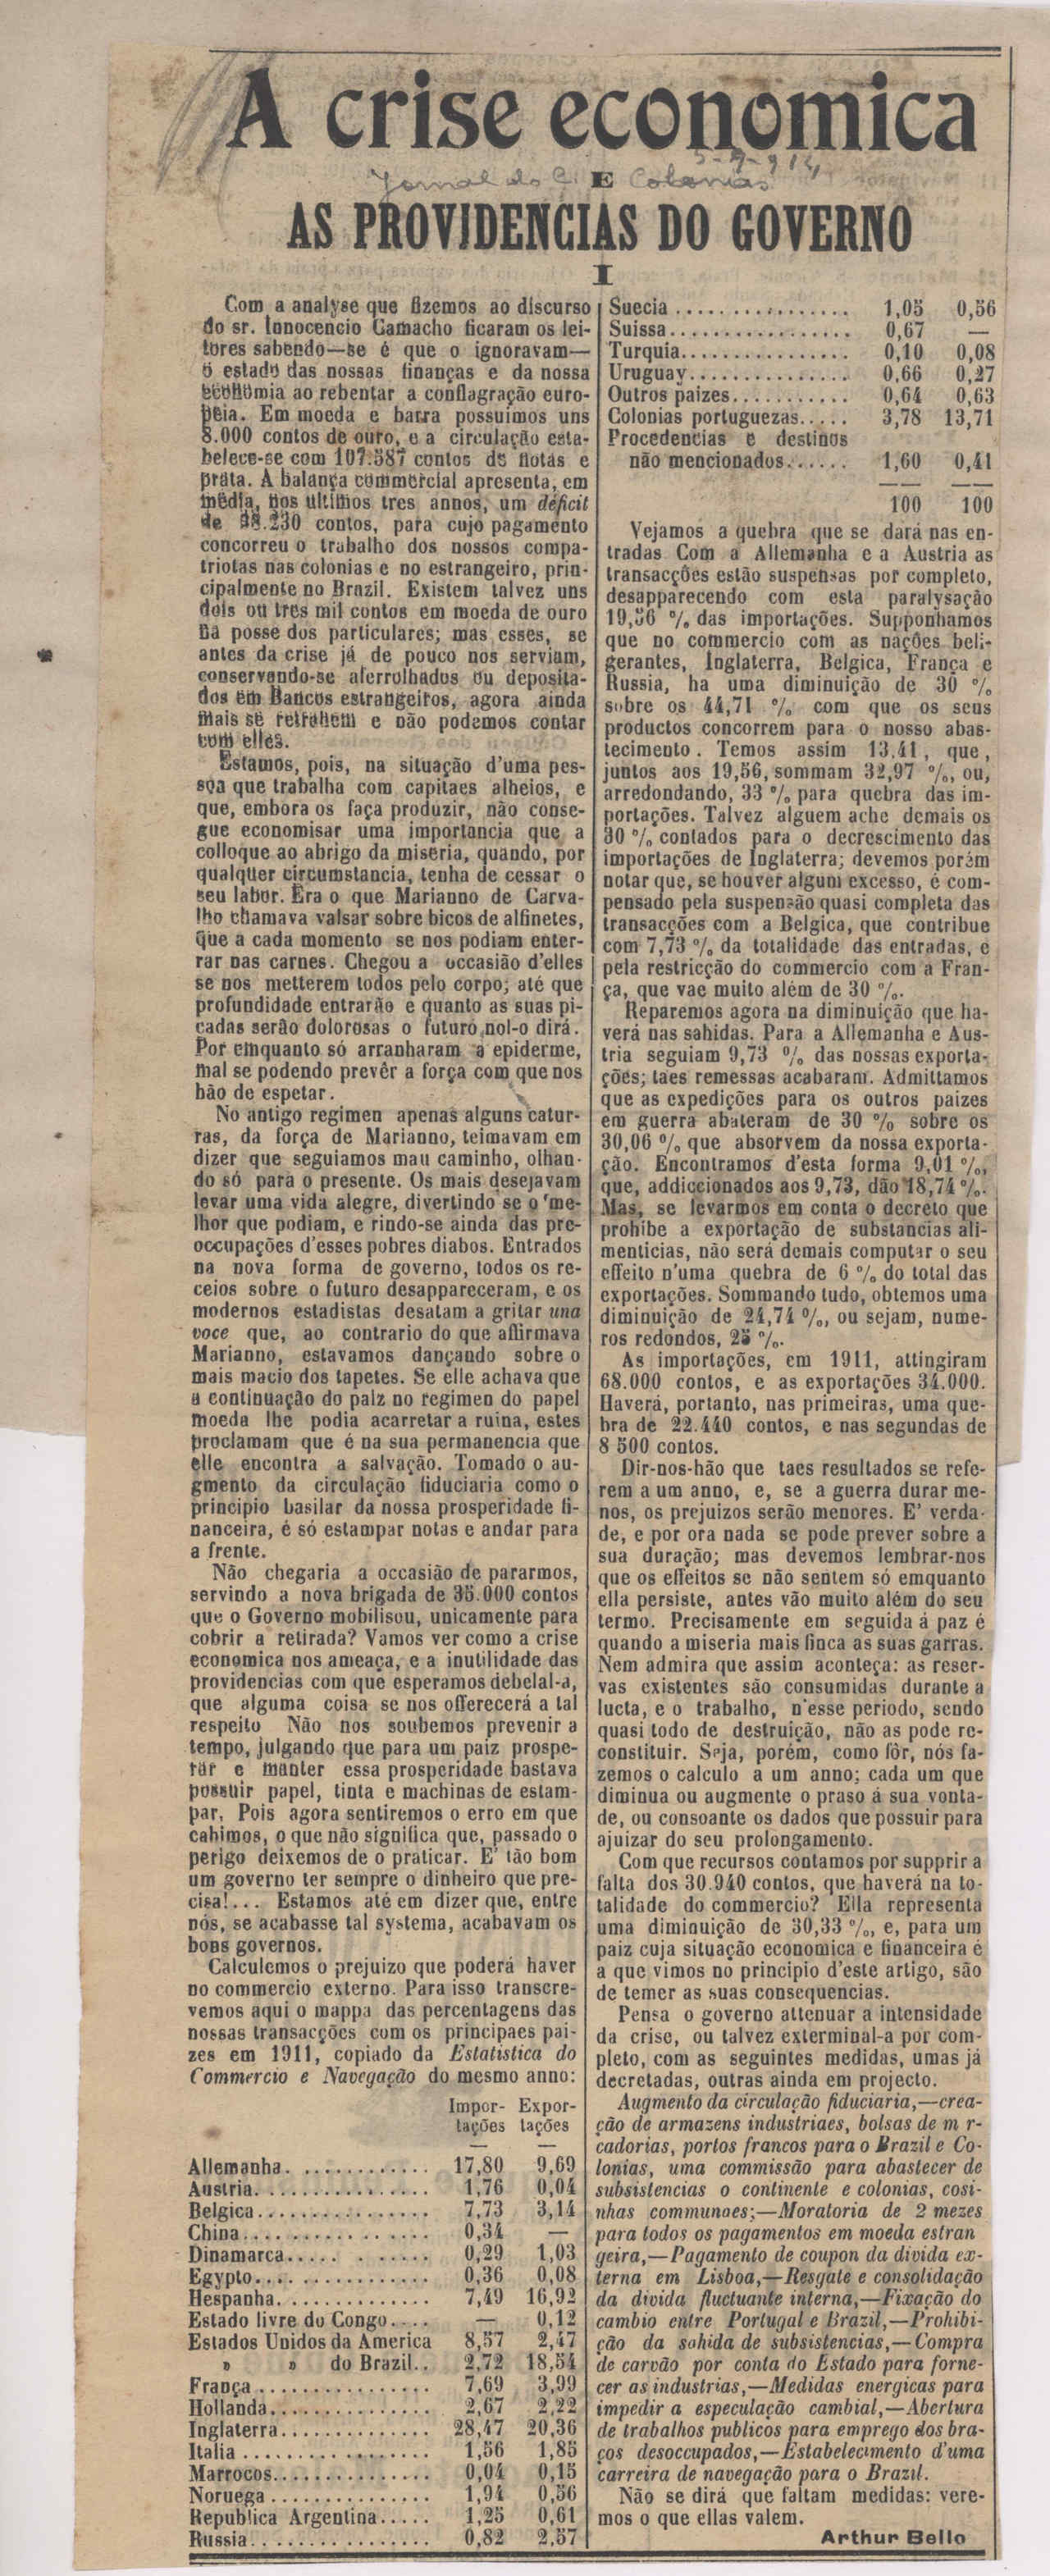 A crise economica
5-9-914
Jornal do C. E Colonias
AS PROVIDENCIAS DO GOVERNO
I
Com a analyse que fizemos ao discurso
do sr. Innocencio Camacho ficaram os lei-
tores sabendo—se é que o ignoravam—
o estado das nossas finanças e da nossa
economia ao rebentar a conflagração euro-
peia. Em moeda e barra possuimos uns
8.000 contos de ouro, e a circulação esta-
belece-se com 107.587 contos de notas e
prata. A balança commercial apresenta, em
média, nos ultimos tres annos, um déficit
de 38.230 contos, para cujo pagamento
concorreu o trabalho dos nossos compa-
triotas nas colonias e no estrangeiro, prin-
cipalmente no Brazil. Existem talvez uns
dois ou tres mil contos em moeda de ouro
na posse dos particulares; mas esses, se
antes da crise já de pouco nos serviam,
conservando-se aferrolhados ou deposita-
dos em Bancos estrangeiros, agora ainda
mais se retrahem e não podemos contar
com elles.
Estamos, pois, na situação d'uma pes-
soa que trabalha com capitaes alheios, e
que, embora os faça produzir, não conse-
gue economisar uma importancia que a
colloque ao abrigo da miseria, quando, por
qualquer circumstancia, tenha de cessar o
seu labor. Era o que Marianno de Carva-
lho chamava valsar sobre bicos de alfinetes,
que a cada momento se nos podiam enter-
rar nas carnes. Chegou a occasião d'elles
se nos metterem todos pelo corpo; até que
profundidade entrarão e quanto as suas pi-
cadas serão dolorosas o futuro nol-o dirá.
Por emquanto só arranharam a epiderme,
mal se podendo prevêr a força com que nos
hão de espetar.
No antigo regimen apenas alguns catur-
ras, da força de Marianno, teimavam em
dizer que seguiamos mau caminho, olhan-
do só para o presente. Os mais desejavam
levar uma vida alegre, divertindo se o me-
lhor que podiam, e rindo-se ainda das pre-
occupações d'esses pobres diabos. Entrados
na nova forma de governo, todos os re-
ceios sobre o futuro desappareceram, e os
modernos estadistas desatam a gritar una
voce que, ao contrario do que affirmava
Marianno, estavamos dançando sobre o
mais macio dos tapetes. Se elle achava que
a continuação do paiz no regimen do papel
moeda lhe podia acarretar a ruina, estes
proclamam que é na sua permanencia que
elle encontra a salvação. Tomado o au-
gmento da circulação fiduciaria como o
principio basilar da nossa prosperidade fi-
nanceira, é só estampar notas e andar para
a frente.
Não chegaria a occasião de pararmos,
servindo a nova brigada de 35.000 contos
que o Governo mobilisou, unicamente para
cobrir a retirada? Vamos ver como a crise
economica nos ameaça, e a inutilidade das
providencias com que esperamos debelal-a,
que alguma coisa se nos offerecerá a tal
respeito Não nos soubemos prevenir a
tempo, julgando que para um paiz prospe-
rar e manter essa prosperidade bastava
possuir papel, tinta e machinas de estam-
par, Pois agora sentiremos o erro em que
cahimos, o que não significa que, passado o
perigo deixemos de o praticar. E' tão bom
um governo ter sempre o dinheiro que pre-
cisa!... Estamos até em dizer que, entre
nós, se acabasse tal systema, acabavam os
bons governos.
Calculemos o prejuizo que poderá haver
no commercio externo. Para isso transcre-
vemos aqui o mappa das percentagens das
nossas transacções com os principaes pai-
zes em 1911, copiado da Estatistica do
Commercio e Navegação do mesmo anno:
Impor- Expor-
tações tações
Allemanha............. 17,80 9,69
Austria................ 1,76 0,04
Belgica................ 7,73 3,14
China................. 0,34 —
Dinamarca............ 0,29 1,03
Egypto................ 0,36 0,08
Hespanha.............. 7,49 16,92
Estado livre do Congo.... — 0,12
Estados Unidos da America 8,57 2,47
» » do Brazil.. 2,72 18,54
França................ 7,69 3,99
Hollanda............... 2,67 2,22
Inglaterra.............. 28,47 20,36
Italia................. 1,56 1,85
Marrocos.............. 0,04 0,15
Noruega............... 1,94 0,56
Republica Argentina..... 1,25 0,61
Russia................ 0,82 2,57
Suecia................ 1,05 0,56
Suissa................. 0,67 —
Turquia............... 0,10 0,08
Uruguay............... 0,66 0,27
Outros paizes........... 0,64 0,63
Colonias portuguezas..... 3,78 13,71
Procedencias e destinos
não mencionados...... 1,60 0,41
100 100
Vejamos a quebra que se dará nas en-
tradas Com a Allemanha e a Austria as
transacções estão suspensas por completo,
desapparecendo com esta paralysação
19,56 % das importações. Supponhamos
que no commercio com as nações beli-
gerantes, Inglaterra, Belgica, França e
Russia, ha uma diminuição de 30 %
sobre os 44,71 % com que os seus
productos concorrem para o nosso abas-
tecimento. Temos assim 13,41, que,
juntos aos 19,56, sommam 32,97 %, ou,
arredondando, 33 % para quebra das im-
portações. Talvez alguem ache demais os
30 % contados para o decrescimento das
importações de Inglaterra; devemos porém
notar que, se houver algum excesso, é com-
pensado pela suspensão quasi completa das
transacções com a Belgica, que contribue
com 7,73 % da totalidade das entradas, e
pela restricção do commercio com a Fran-
ça, que vae muito além de 30 %.
Reparemos agora na diminuição que ha-
verá nas sahidas. Para a Allemanha e Aus-
tria seguiam 9,73 % das nossas exporta-
ções; taes remessas acabaram. Admittamos
que as expedições para os outros paizes
em guerra abateram de 30 % sobre os
30,06 % que absorvem da nossa exporta-
ção. Encontramos d'esta forma 9,01 %,
que, addiccionados aos 9,73, dão 18,74 %.
Mas, se levarmos em conta o decreto que
prohibe a exportação de substancias ali-
menticias, não será demais computar o seu
effeito n'uma quebra de 6 % do total das
exportações. Sommando tudo, obtemos uma
diminuição de 24,74 %, ou sejam, nume-
ros redondos, 25 %.
As importações, em 1911, attingiram
68.000 contos, e as exportações 34.000.
Haverá, portanto, nas primeiras, uma que-
bra de 22.440 contos, e nas segundas de
8 500 contos.
Dir-nos-hão que taes resultados se refe-
rem a um anno, e, se a guerra durar me-
nos, os prejuizos serão menores. E' verda-
de, e por ora nada se pode prever sobre a
sua duração; mas devemos lembrar-nos
que os effeitos se não sentem só emquanto
ella persiste, antes vão muito além do seu
termo. Precisamente em seguida á paz é
quando a miseria mais finca as suas garras.
Nem admira que assim aconteça: as reser-
vas existentes são consumidas durante a
lucta, e o trabalho, n'esse periodo, sendo
quasi todo de destruição, não as pode re-
constituir. Seja, porém, como fôr, nós fa-
zemos o calculo a um anno; cada um que
diminua ou augmente o praso á sua vonta-
de, ou consoante os dados que possuir para
ajuizar do seu prolongamento.
Com que recursos contamos por supprir a
falta dos 30.940 contos, que haverá na to-
talidade do commercio? Ella representa
uma diminuição de 30,33 %, e, para um
paiz cuja situação economica e financeira é
a que vimos no principio d'este artigo, são
de temer as suas consequencias.
Pensa o governo attenuar a intensidade
da crise, ou talvez exterminal-a por com-
pleto, com as seguintes medidas, umas já
decretadas, outras ainda em projecto.
Augmento da circulação fiduciaria,—crea-
ção de armazens industriaes, bolsas de m r-
cadorias, portos francos para o Brazil e Co-
lonias, uma commissão para abastecer de
subsistencias o continente e colonias, cosi-
nhas communaes;—Moratoria de 2 mezes
para todos os pagamentos em moeda estran
geira,—Pagamento de coupon da divida ex-
terna em Lisboa,—Resgate e consolidação
da divida fluctuante interna,—Fixação do
cambio entre Portugal e Brazil,—Prohibi-
ção da sahida de subsistencias,—Compra
de carvão por conta do Estado para forne-
cer as industrias,—Medidas energicas para
impedir a especulação cambial,—Abertura
de trabalhos publicos para emprego dos bra-
ços desoccupados,—Estabelecimento d'uma
carreira de navegação para o Brazil.
Não se dirá que faltam medidas: vere-
mos o que ellas valem.
Arthur Bello